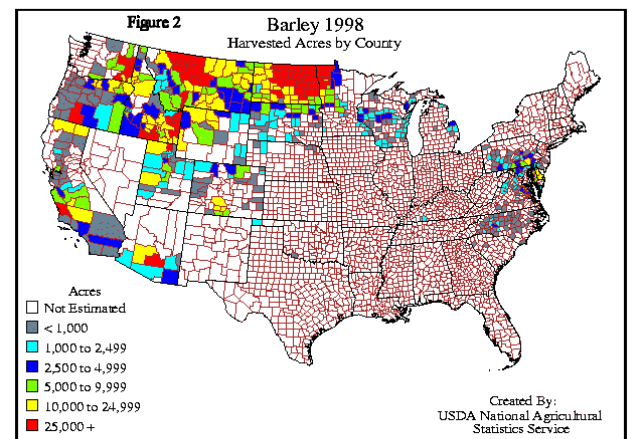 Figure 2
Barley 1998
Harvested Acres by County
Acres
Not Estimated
< 1,000
1,000 to 2,499
2,500 to 4,999
5,000 to 9,999
10,000 to 24,999
25,000 +
Created By:
USDA National Agricultural
Statistics Service